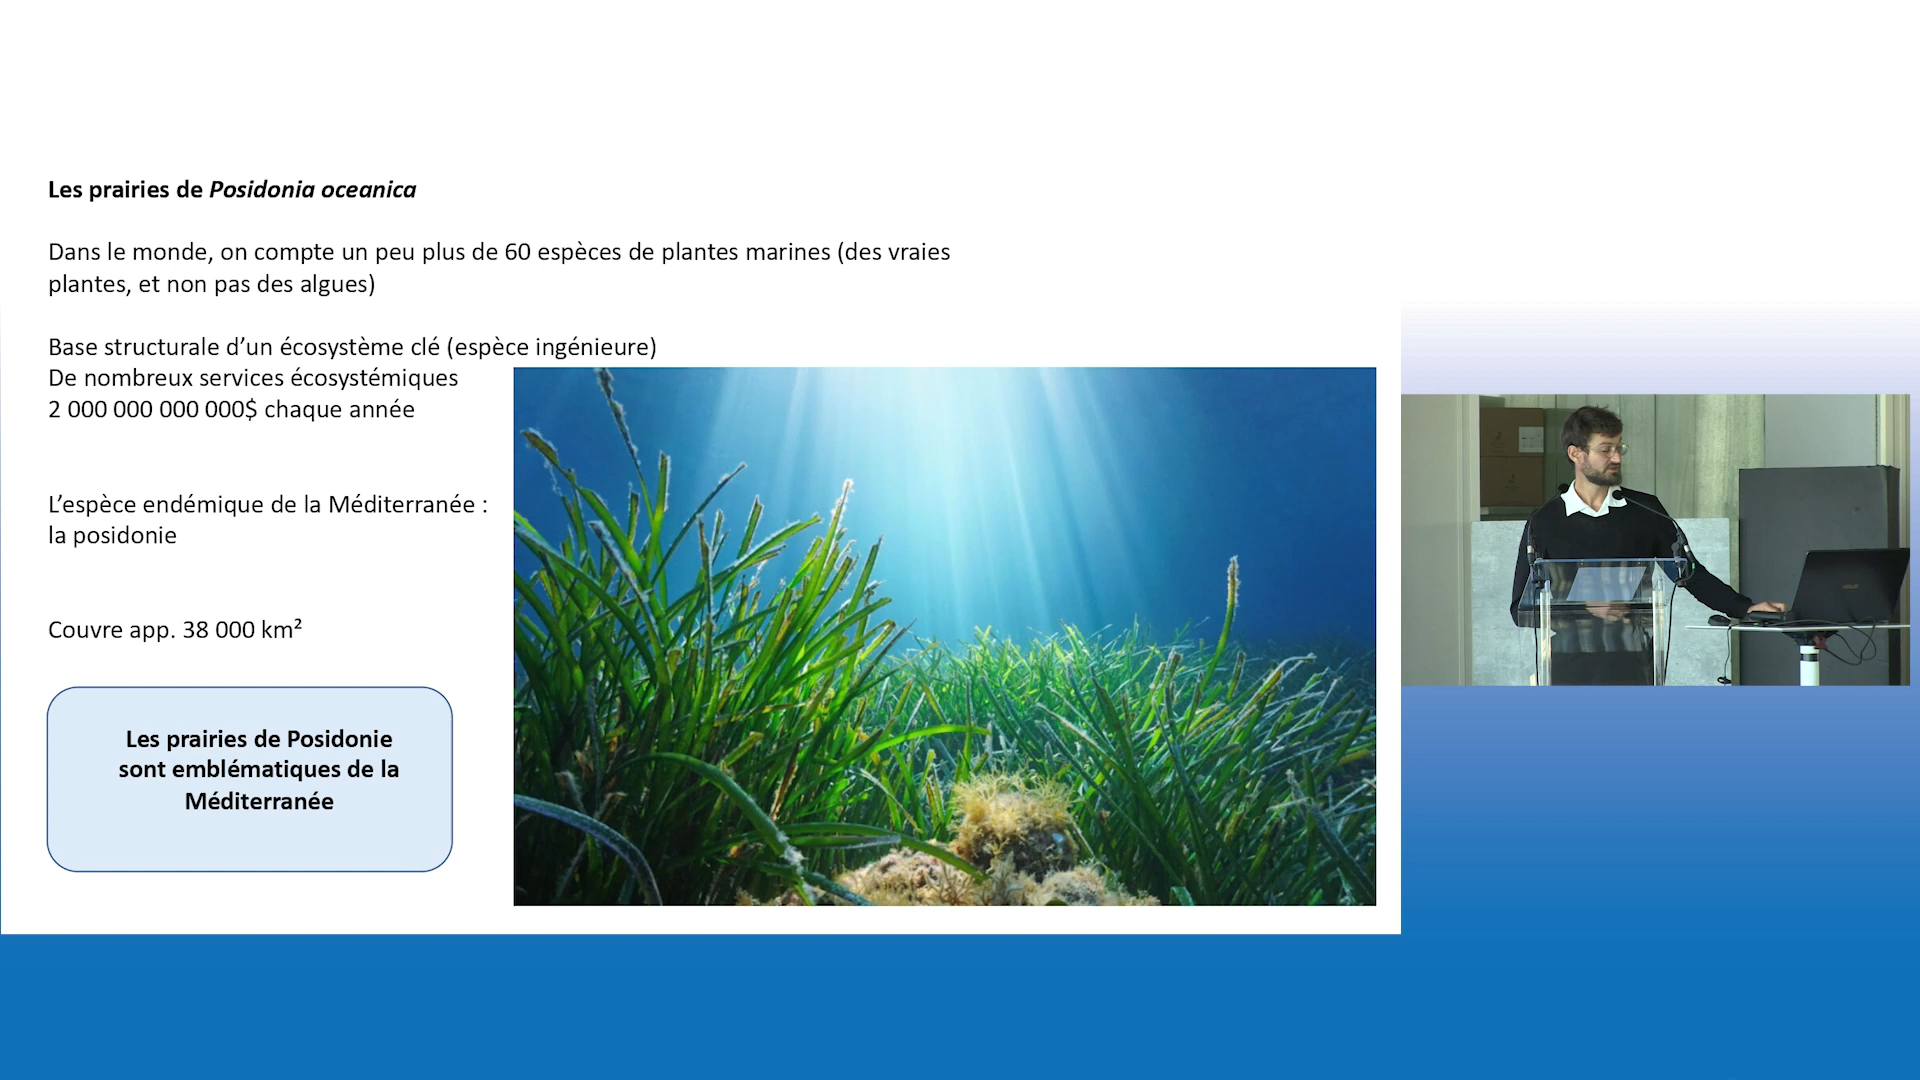 Les prairies de Posidonia oceanica
Dans le monde, on compte un peu plus de 60 espèces de plantes marines (des vraies
plantes, et non pas des algues)
Base structurale d’un écosystème clé (espèce ingénieure)
De nombreux services écosystémiques
2 000 000 000 000$ chaque année
L’espèce endémique de la Méditerranée :
la posidonie
Couvre app. 38 000 km²
Les prairies de Posidonie
sont emblématiques de la
Méditerranée